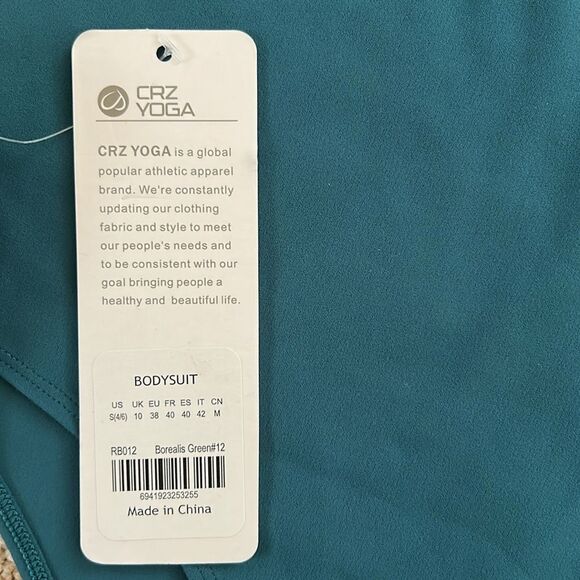 CRZ
YOGA
CRZ YOGA is a global
popular athletic apparel
brand. We're constantly
updating our clothing
fabric and style to meet
our people's needs and
to be consistent with our
goal bringing people a
healthy and beautiful life.
BODYSUIT
US UK EU FR ES IT CN
S(4/6) 10 38 40 40 42 M
RB012 Borealis Green#12
6941923253255
Made in China